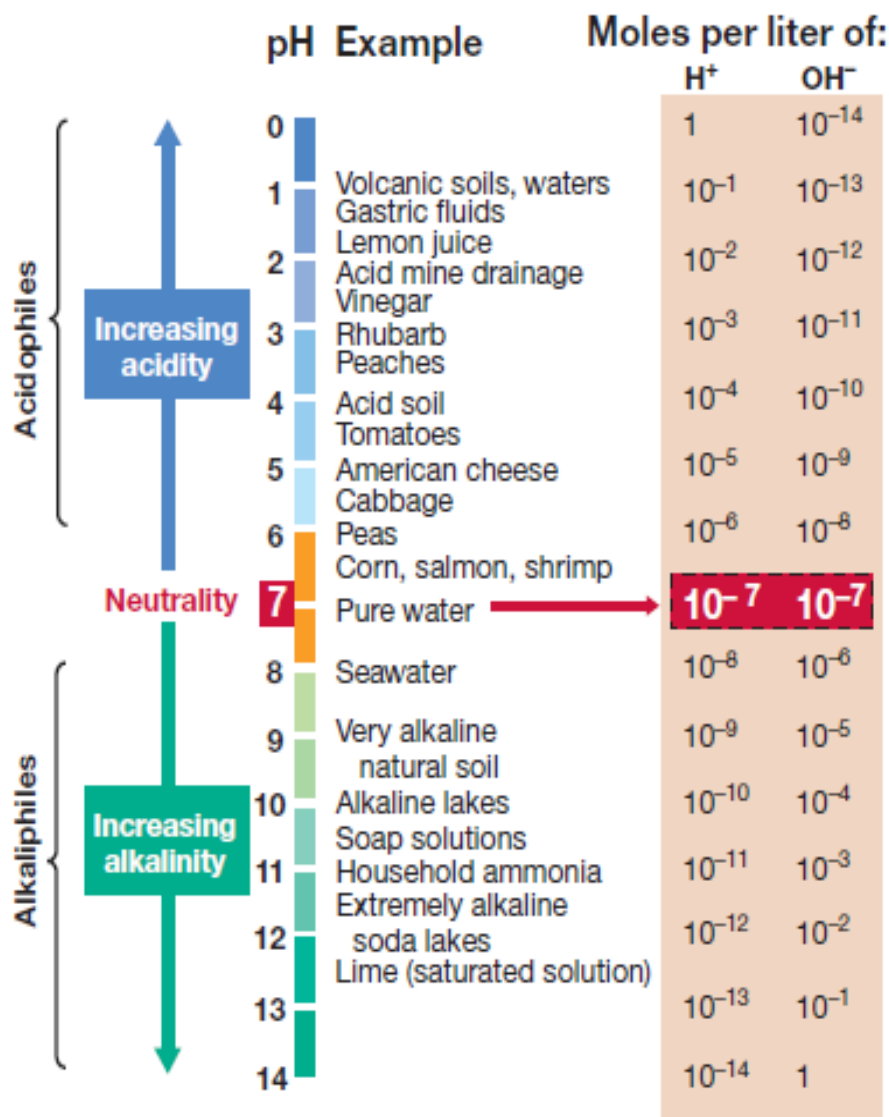 pH Example Moles per liter of:
H⁺ OH⁻
0 1 10⁻¹⁴
1 Volcanic soils, waters 10⁻¹ 10⁻¹³
Gastric fluids
Lemon juice
2 10⁻² 10⁻¹²
Acid mine drainage
Vinegar
3 Rhubarb 10⁻³ 10⁻¹¹
Peaches
4 Acid soil 10⁻⁴ 10⁻¹⁰
Tomatoes
5 American cheese 10⁻⁵ 10⁻⁹
Cabbage
6 Peas 10⁻⁶ 10⁻⁸
Corn, salmon, shrimp
Neutrality 7 Pure water 10⁻⁷ 10⁻⁷
8 Seawater 10⁻⁸ 10⁻⁶
9 Very alkaline 10⁻⁹ 10⁻⁵
natural soil
10 Alkaline lakes 10⁻¹⁰ 10⁻⁴
Soap solutions
11 Household ammonia 10⁻¹¹ 10⁻³
Extremely alkaline
12 soda lakes 10⁻¹² 10⁻²
Lime (saturated solution)
13 10⁻¹³ 10⁻¹
14 10⁻¹⁴ 1
Acidophiles
Increasing
acidity
Alkaliphiles
Increasing
alkalinity